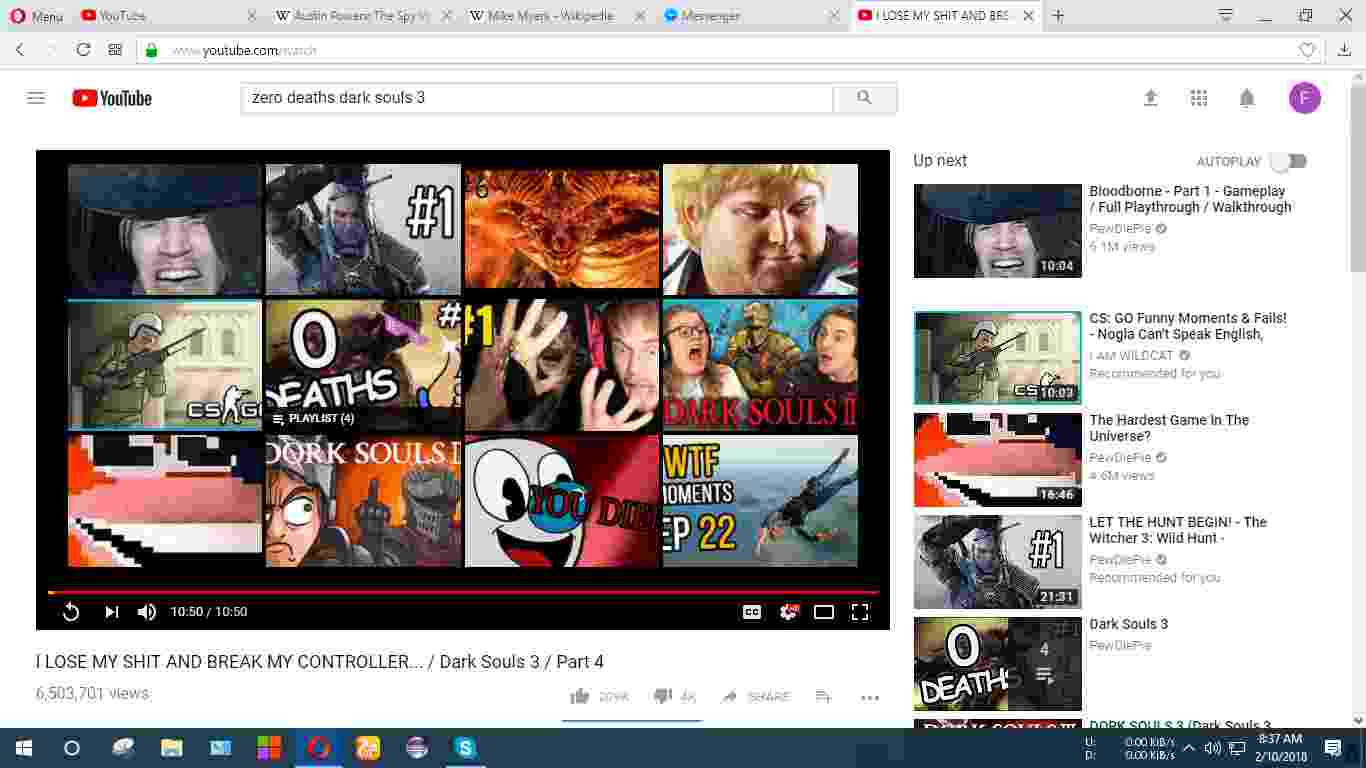 Menu
YouTube
Austin Powers: The Spy W
Mike Myers - Wikipedia
Messenger
I LOSE MY SHIT AND BRE
www.youtube.com/watch
YouTube
zero deaths dark souls 3
F
Up next
AUTOPLAY
#1
6
CS GO
0
DEATHS
#
PLAYLIST (4)
#1
DARK SOULS II
DORK SOULS
YOU DIE
WTF
MOMENTS
EP 22
10:50 / 10:50
CC
HD
I LOSE MY SHIT AND BREAK MY CONTROLLER... / Dark Souls 3 / Part 4
6,503,701 views
209K
4K
SHARE
10:04
Bloodborne - Part 1 - Gameplay
/ Full Playthrough / Walkthrough
PewDiePie
6.1M views
CS
10:03
CS: GO Funny Moments & Fails!
- Nogla Can't Speak English,
I AM WILDCAT
Recommended for you
16:46
The Hardest Game In The
Universe?
PewDiePie
4.6M views
#1
21:31
LET THE HUNT BEGIN! - The
Witcher 3: Wild Hunt -
PewDiePie
Recommended for you
0
DEATHS
4
Dark Souls 3
PewDiePie
DORK SOULS 3 (Dark Souls 3
U: 0.00 KiB/s
D: 0.00 KiB/s
8:37 AM
2/10/2018